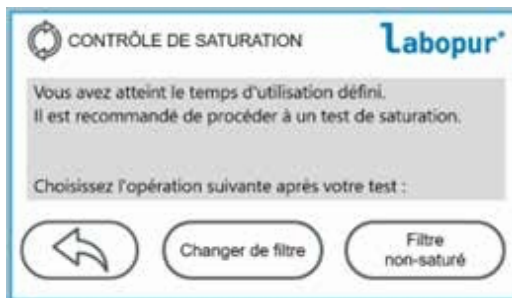 CONTRÔLE DE SATURATION
Labopur®
Vous avez atteint le temps d'utilisation défini.
Il est recommandé de procéder à un test de saturation.
Choisissez l'opération suivante après votre test :
Changer de filtre
Filtre
non-saturé